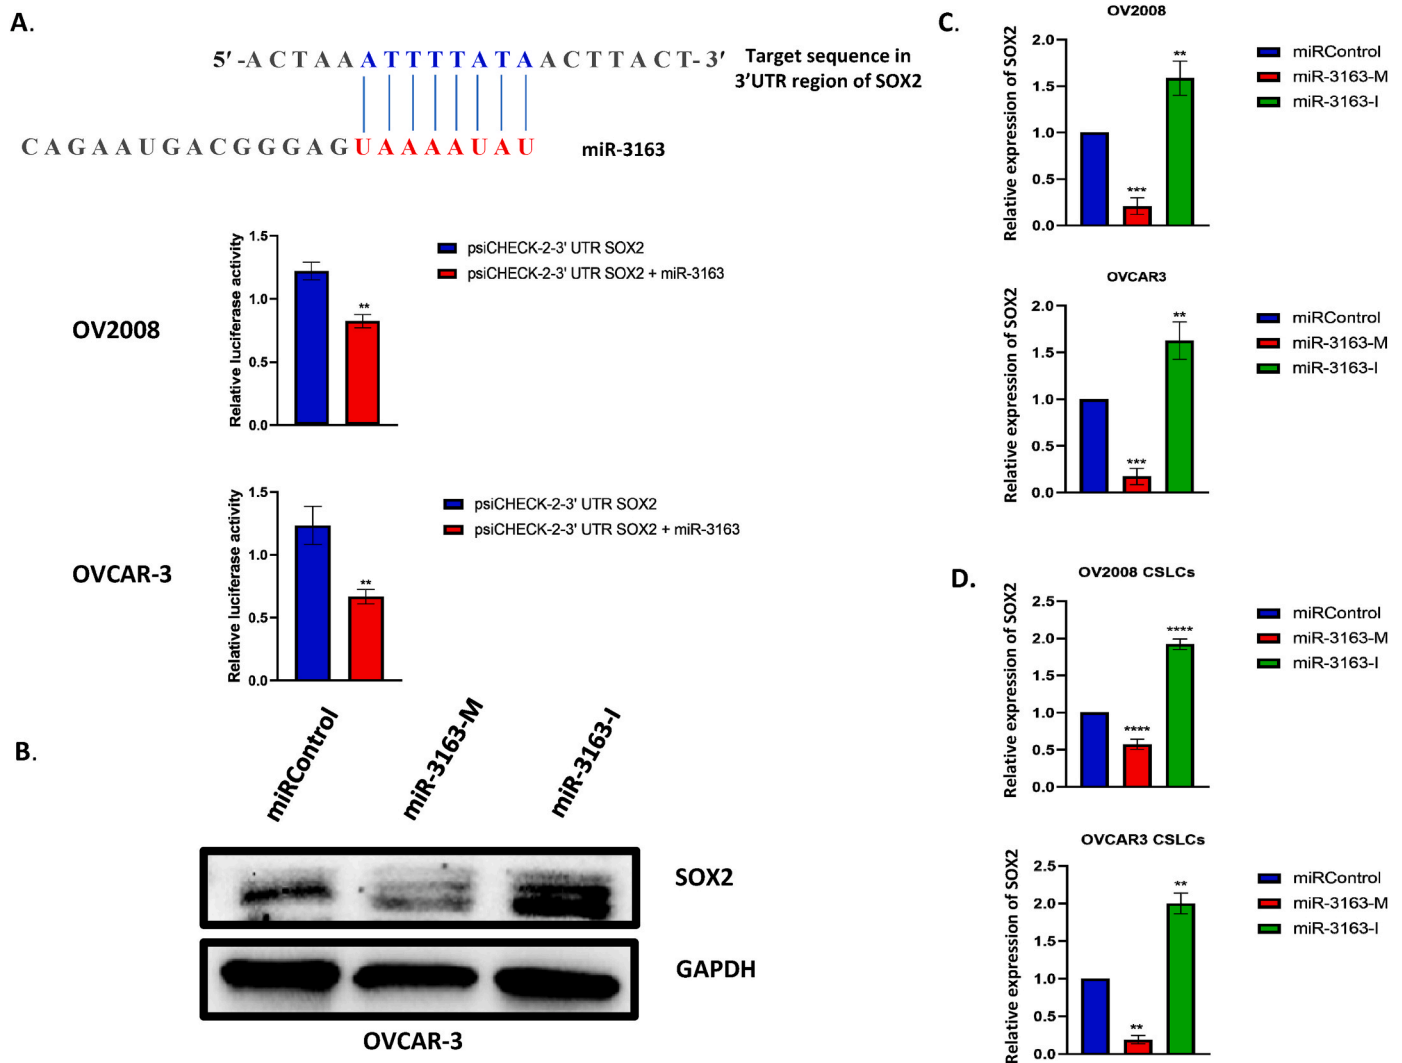 A.
5′ -ACTAAATTTTATAACTTACT- 3′
Target sequence in
3’UTR region of SOX2
CAGAAUGACGGGAGUAAAAUAU
miR-3163
OV2008
Relative luciferase activity
1.5
1.0
0.5
0.0
**
psiCHECK-2-3' UTR SOX2
psiCHECK-2-3' UTR SOX2 + miR-3163
OVCAR-3
Relative luciferase activity
1.5
1.0
0.5
0.0
**
psiCHECK-2-3' UTR SOX2
psiCHECK-2-3' UTR SOX2 + miR-3163
B.
miRControl
miR-3163-M
miR-3163-I
SOX2
GAPDH
OVCAR-3
C.
OV2008
Relative expression of SOX2
2.0
1.5
1.0
0.5
0.0
***
**
miRControl
miR-3163-M
miR-3163-I
OVCAR3
Relative expression of SOX2
2.0
1.5
1.0
0.5
0.0
***
**
miRControl
miR-3163-M
miR-3163-I
D.
OV2008 CSLCs
Relative expression of SOX2
2.5
2.0
1.5
1.0
0.5
0.0
****
****
miRControl
miR-3163-M
miR-3163-I
OVCAR3 CSLCs
Relative expression of SOX2
2.5
2.0
1.5
1.0
0.5
0.0
**
**
miRControl
miR-3163-M
miR-3163-I